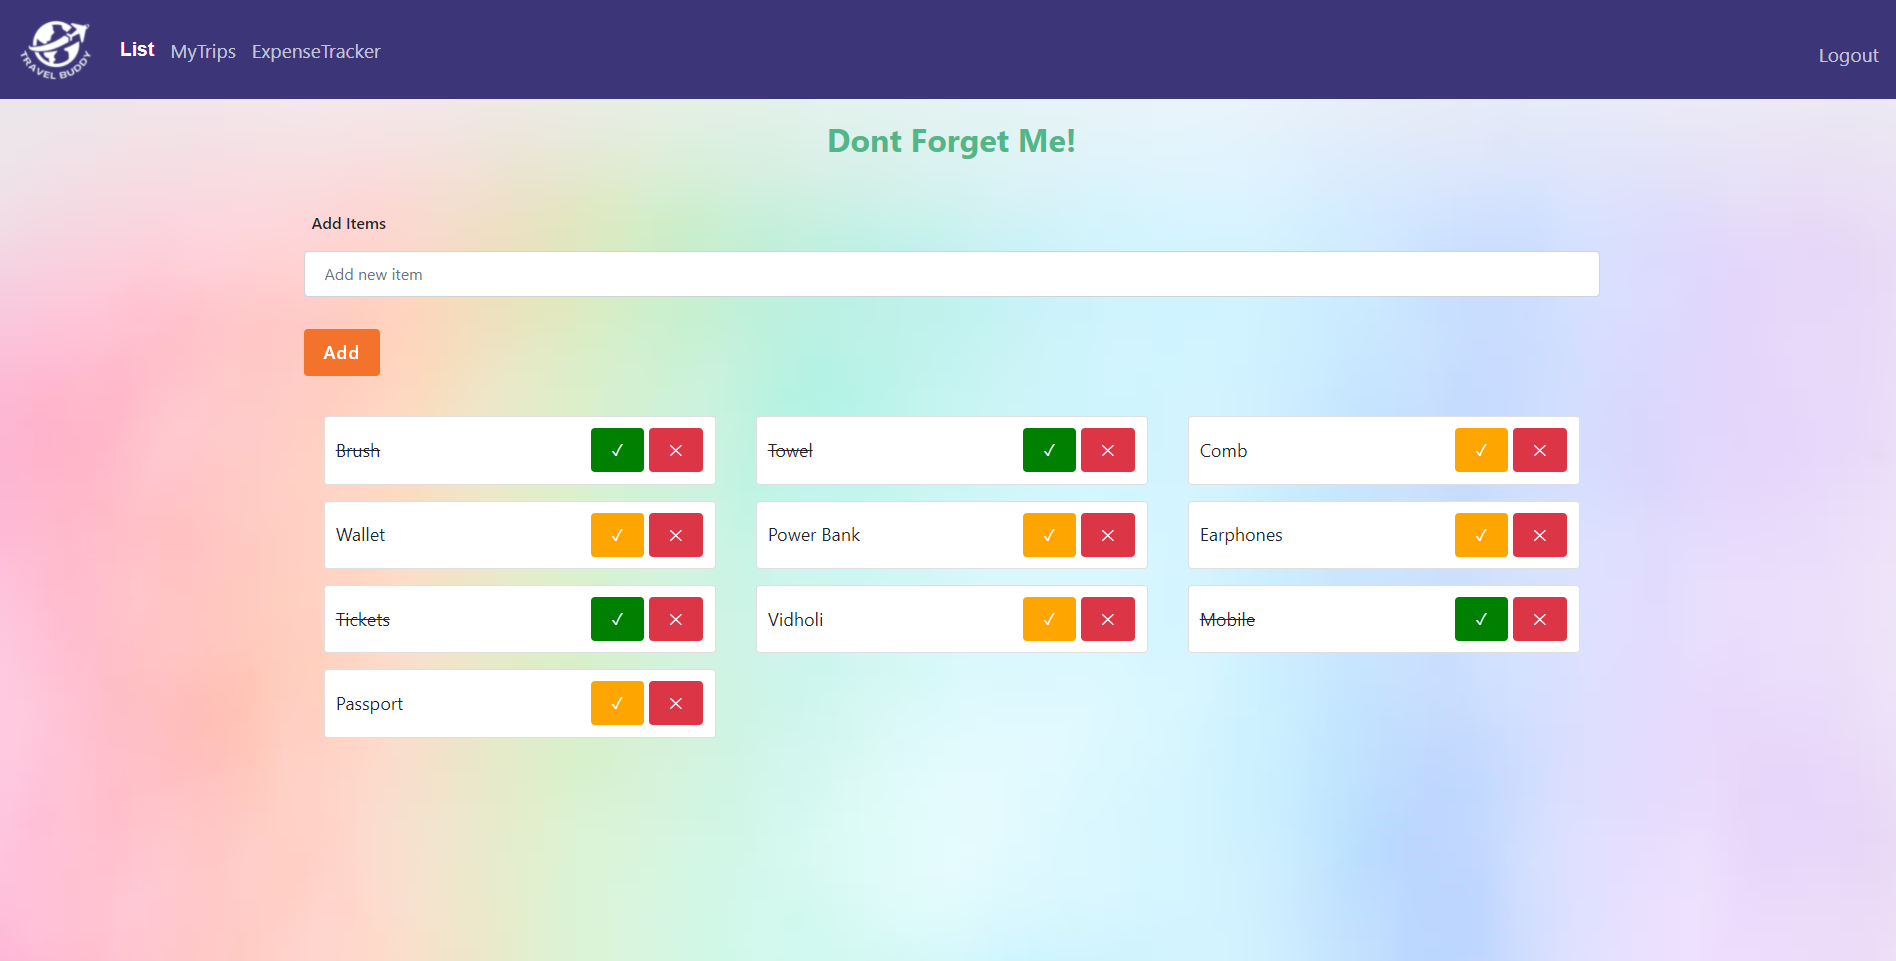 TRAVEL BUDDY
List MyTrips ExpenseTracker Logout
Dont Forget Me!
Add Items
Add new item
Add
Brush ✓ ✕ Towel ✓ ✕ Comb ✓ ✕
Wallet ✓ ✕ Power Bank ✓ ✕ Earphones ✓ ✕
Tickets ✓ ✕ Vidholi ✓ ✕ Mobile ✓ ✕
Passport ✓ ✕